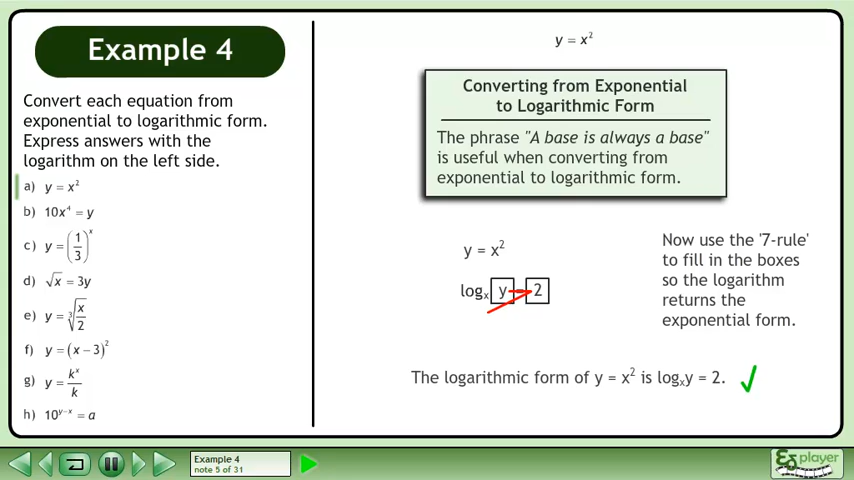 Example 4
Convert each equation from
exponential to logarithmic form.
Express answers with the
logarithm on the left side.
a) y = x²
b) 10x⁴ = y
c) y = (1/3)ˣ
d) √x = 3y
e) y = ³√(x/2)
f) y = (x − 3)²
g) y = kˣ/k
h) 10ʸ⁻ˣ = a
y = x²
Converting from Exponential
to Logarithmic Form
The phrase "A base is always a base"
is useful when converting from
exponential to logarithmic form.
y = x²
logₓ y = 2
Now use the '7-rule'
to fill in the boxes
so the logarithm
returns the
exponential form.
The logarithmic form of y = x² is logₓy = 2.
Example 4
note 5 of 31
player